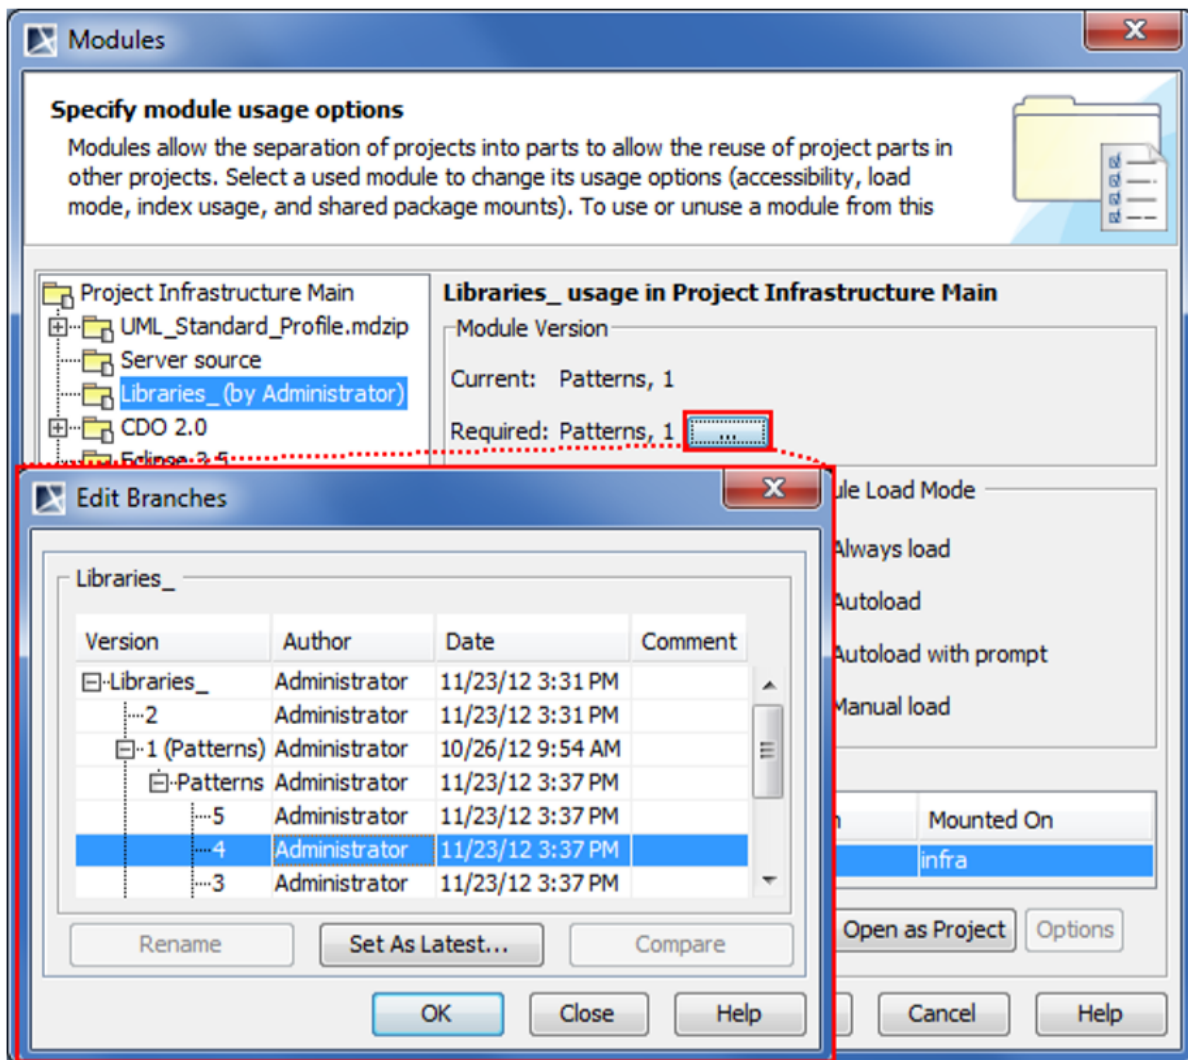 Modules
Specify module usage options
Modules allow the separation of projects into parts to allow the reuse of project parts in
other projects. Select a used module to change its usage options (accessibility, load
mode, index usage, and shared package mounts). To use or unuse a module from this
Project Infrastructure Main
UML_Standard_Profile.mdzip
Server source
Libraries_ (by Administrator)
CDO 2.0
Eclipse 3.5
Libraries_ usage in Project Infrastructure Main
Module Version
Current: Patterns, 1
Required: Patterns, 1 ...
ule Load Mode
Always load
Autoload
Autoload with prompt
Manual load
Mounted On
infra
Open as Project Options
Cancel Help
Edit Branches
Libraries_
Version Author Date Comment
Libraries_ Administrator 11/23/12 3:31 PM
2 Administrator 11/23/12 3:31 PM
1 (Patterns) Administrator 10/26/12 9:54 AM
Patterns Administrator 11/23/12 3:37 PM
5 Administrator 11/23/12 3:37 PM
4 Administrator 11/23/12 3:37 PM
3 Administrator 11/23/12 3:37 PM
Rename Set As Latest... Compare
OK Close Help